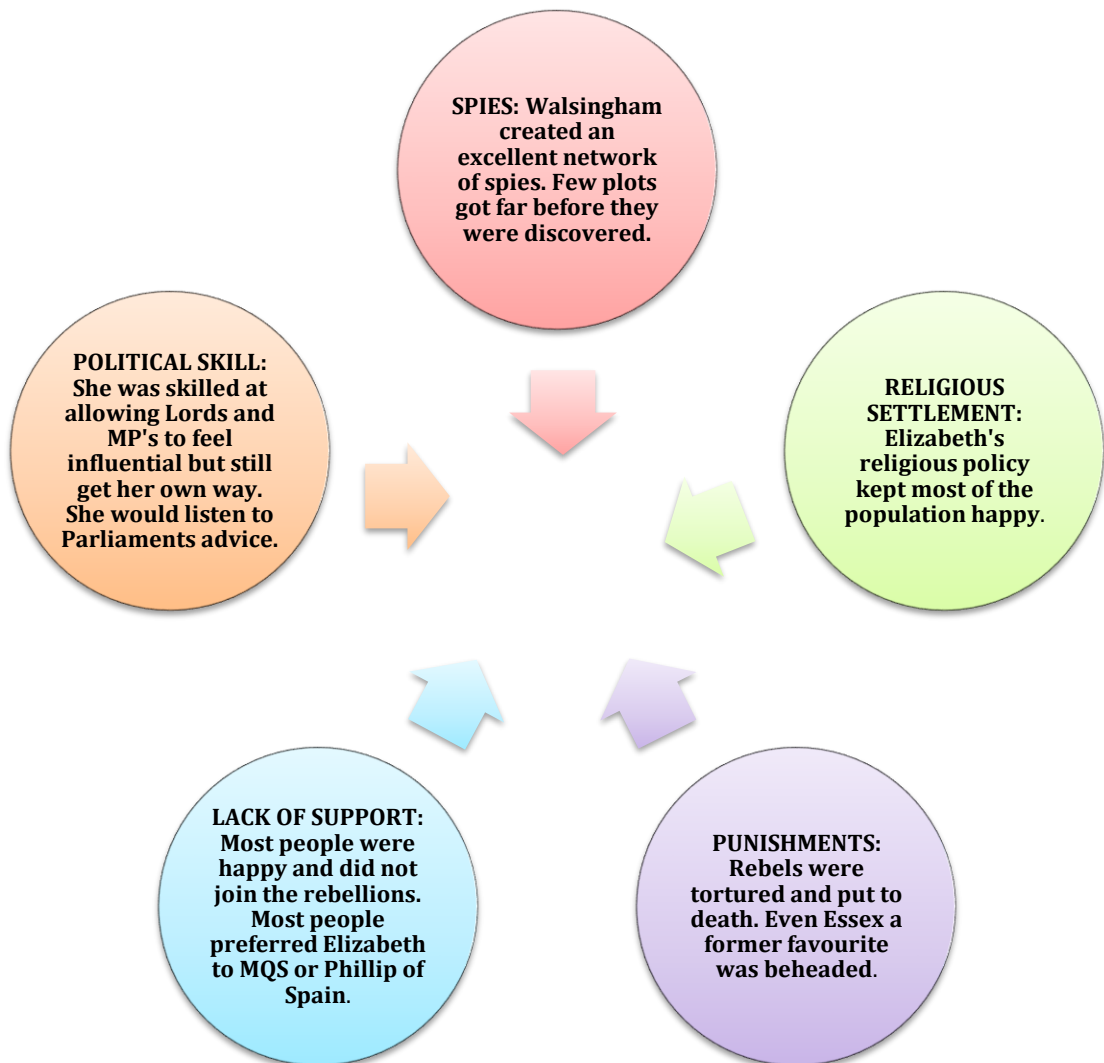 SPIES: Walsingham
created an
excellent network
of spies. Few plots
got far before they
were discovered.
POLITICAL SKILL:
She was skilled at
allowing Lords and
MP's to feel
influential but still
get her own way.
She would listen to
Parliaments advice.
RELIGIOUS
SETTLEMENT:
Elizabeth's
religious policy
kept most of the
population happy.
LACK OF SUPPORT:
Most people were
happy and did not
join the rebellions.
Most people
preferred Elizabeth
to MQS or Phillip of
Spain.
PUNISHMENTS:
Rebels were
tortured and put to
death. Even Essex a
former favourite
was beheaded.